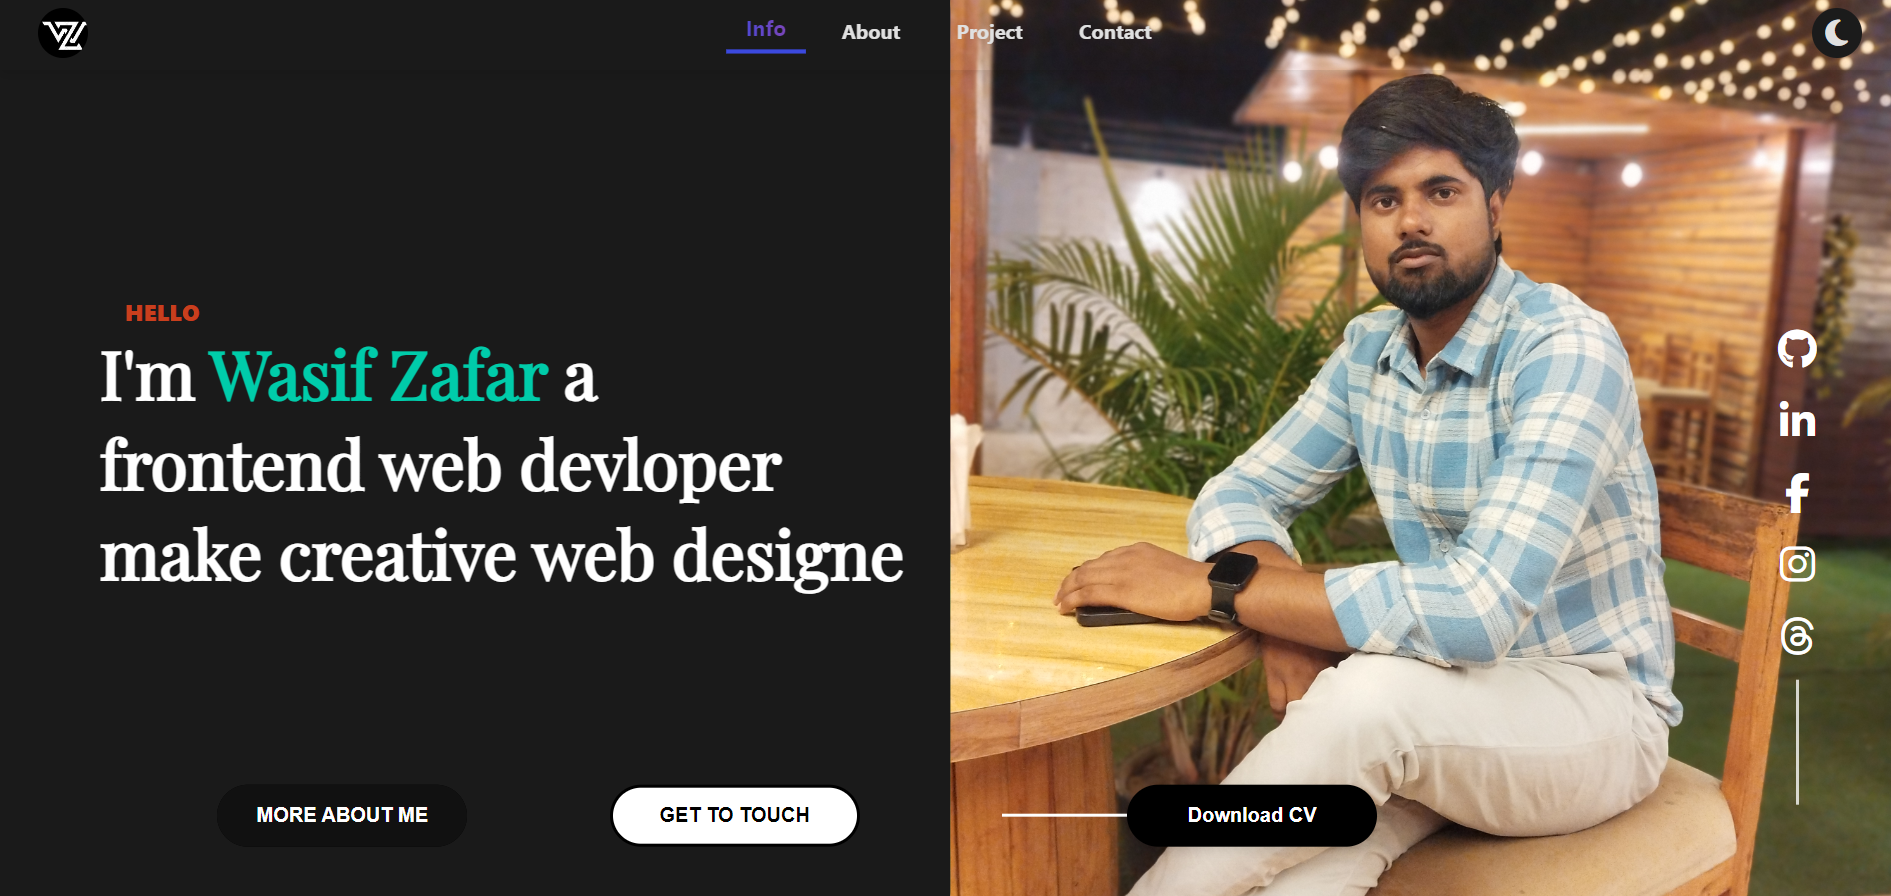 Info
About
Project
Contact
HELLO
I'm Wasif Zafar a
frontend web devloper
make creative web designe
MORE ABOUT ME
GET TO TOUCH
Download CV